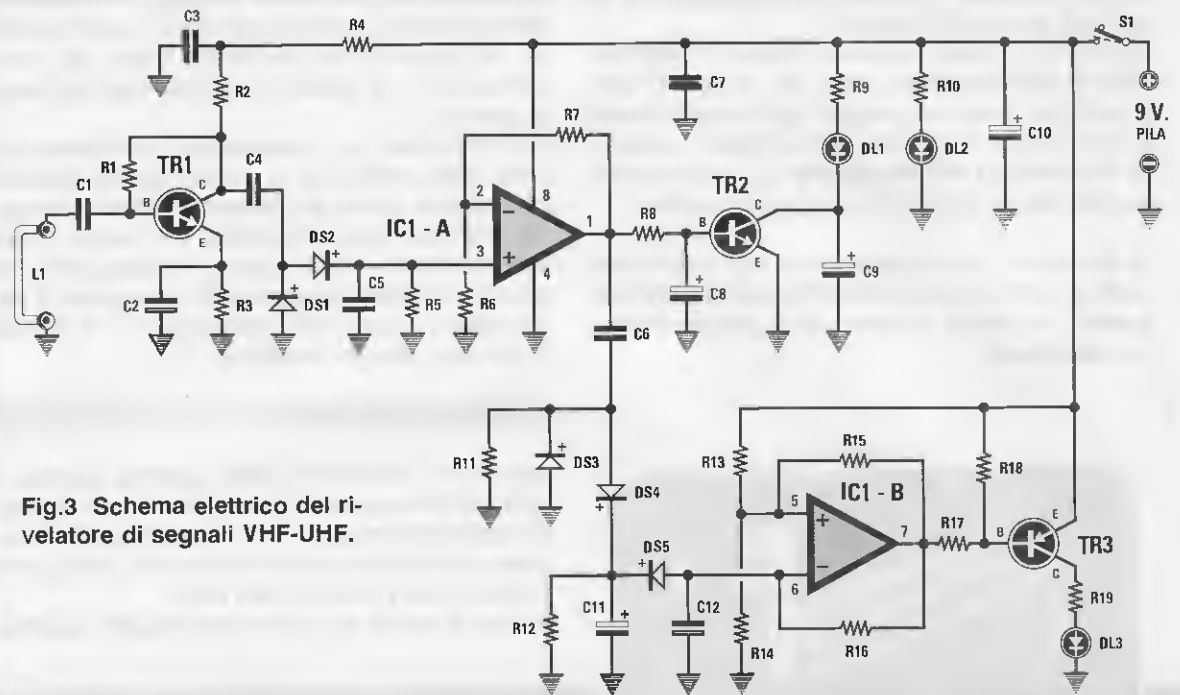 C3
R4
S1
R2
C7
R9
R10
C10
9 V.
PILA
R7
DL1
DL2
R1
TR1
C
C4
C1
B
E
2
8
TR2
C
IC1 - A
1
R8
B
E
L1
DS2
3
4
C9
C2
R3
DS1
C5
R5
R6
C8
C6
R11
DS3
R13
R15
R18
DS4
IC1 - B
5
E
7
R17
B
TR3
C
Fig.3 Schema elettrico del ri-
velatore di segnali VHF-UHF.
DS5
6
R12
C11
C12
R14
R16
R19
DL3